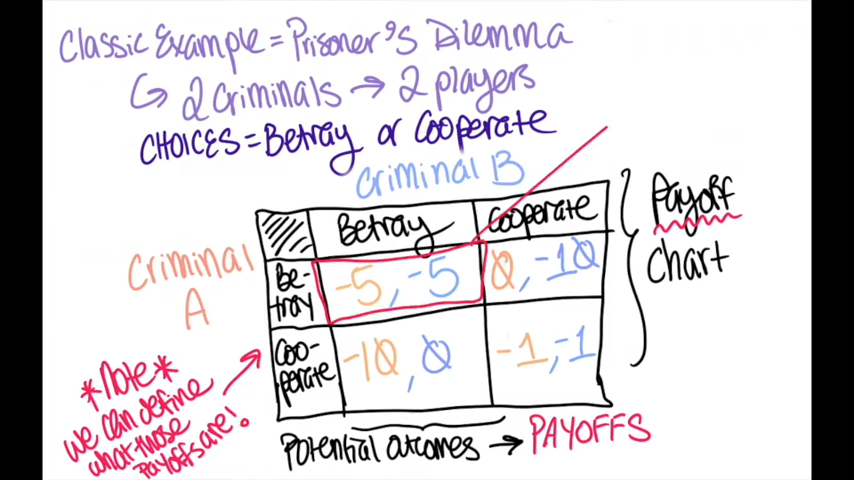 Classic Example = Prisoner's Dilemma
↳ 2 Criminals → 2 players
CHOICES = Betray or Cooperate
Criminal B
Betray Cooperate
Payoff
Chart
Criminal
A
Be-
tray
-5, -5 0, -10
Coo-
perate
-10, 0 -1, -1
*Note*
we can define
what those
Payoffs are!
Potential outcomes → PAYOFFS